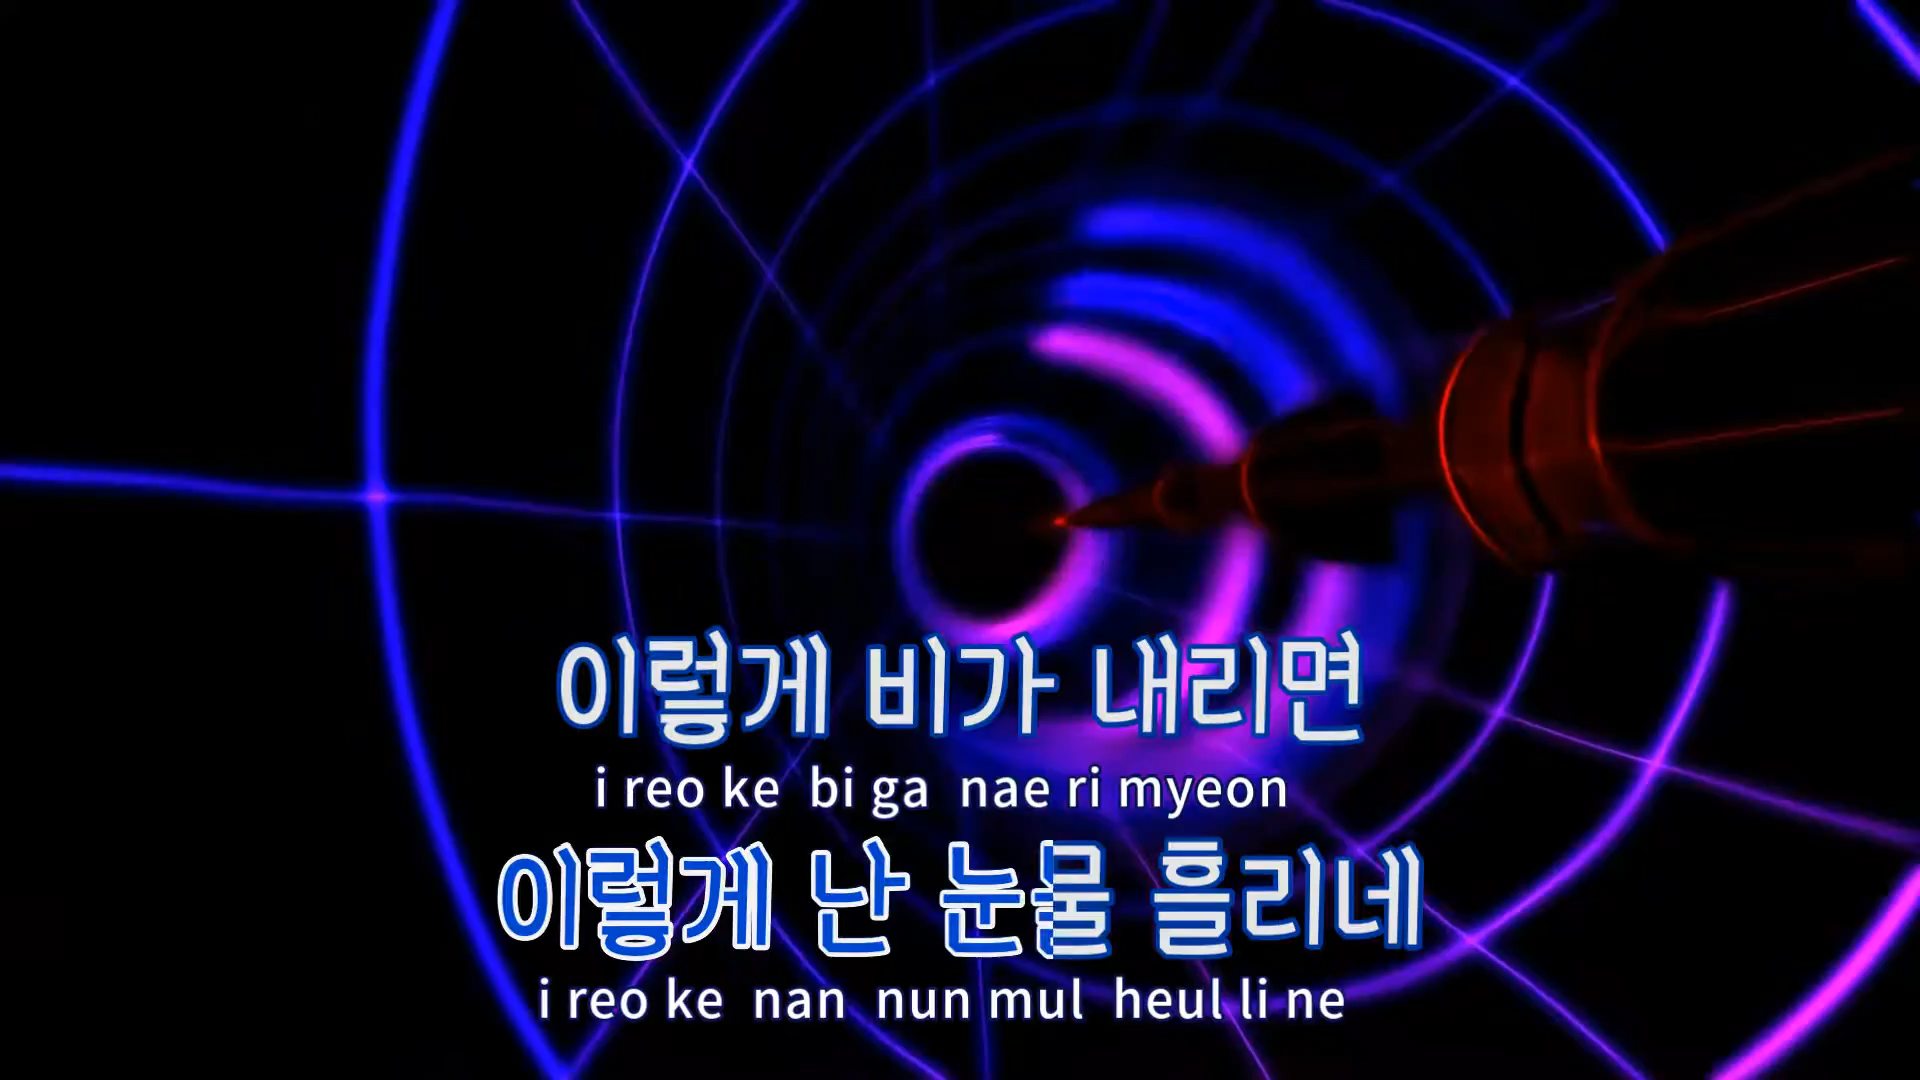 이렇게 비가 내리면
i reo ke bi ga nae ri myeon
이렇게 난 눈물 흘리네
i reo ke nan nun mul heul li ne